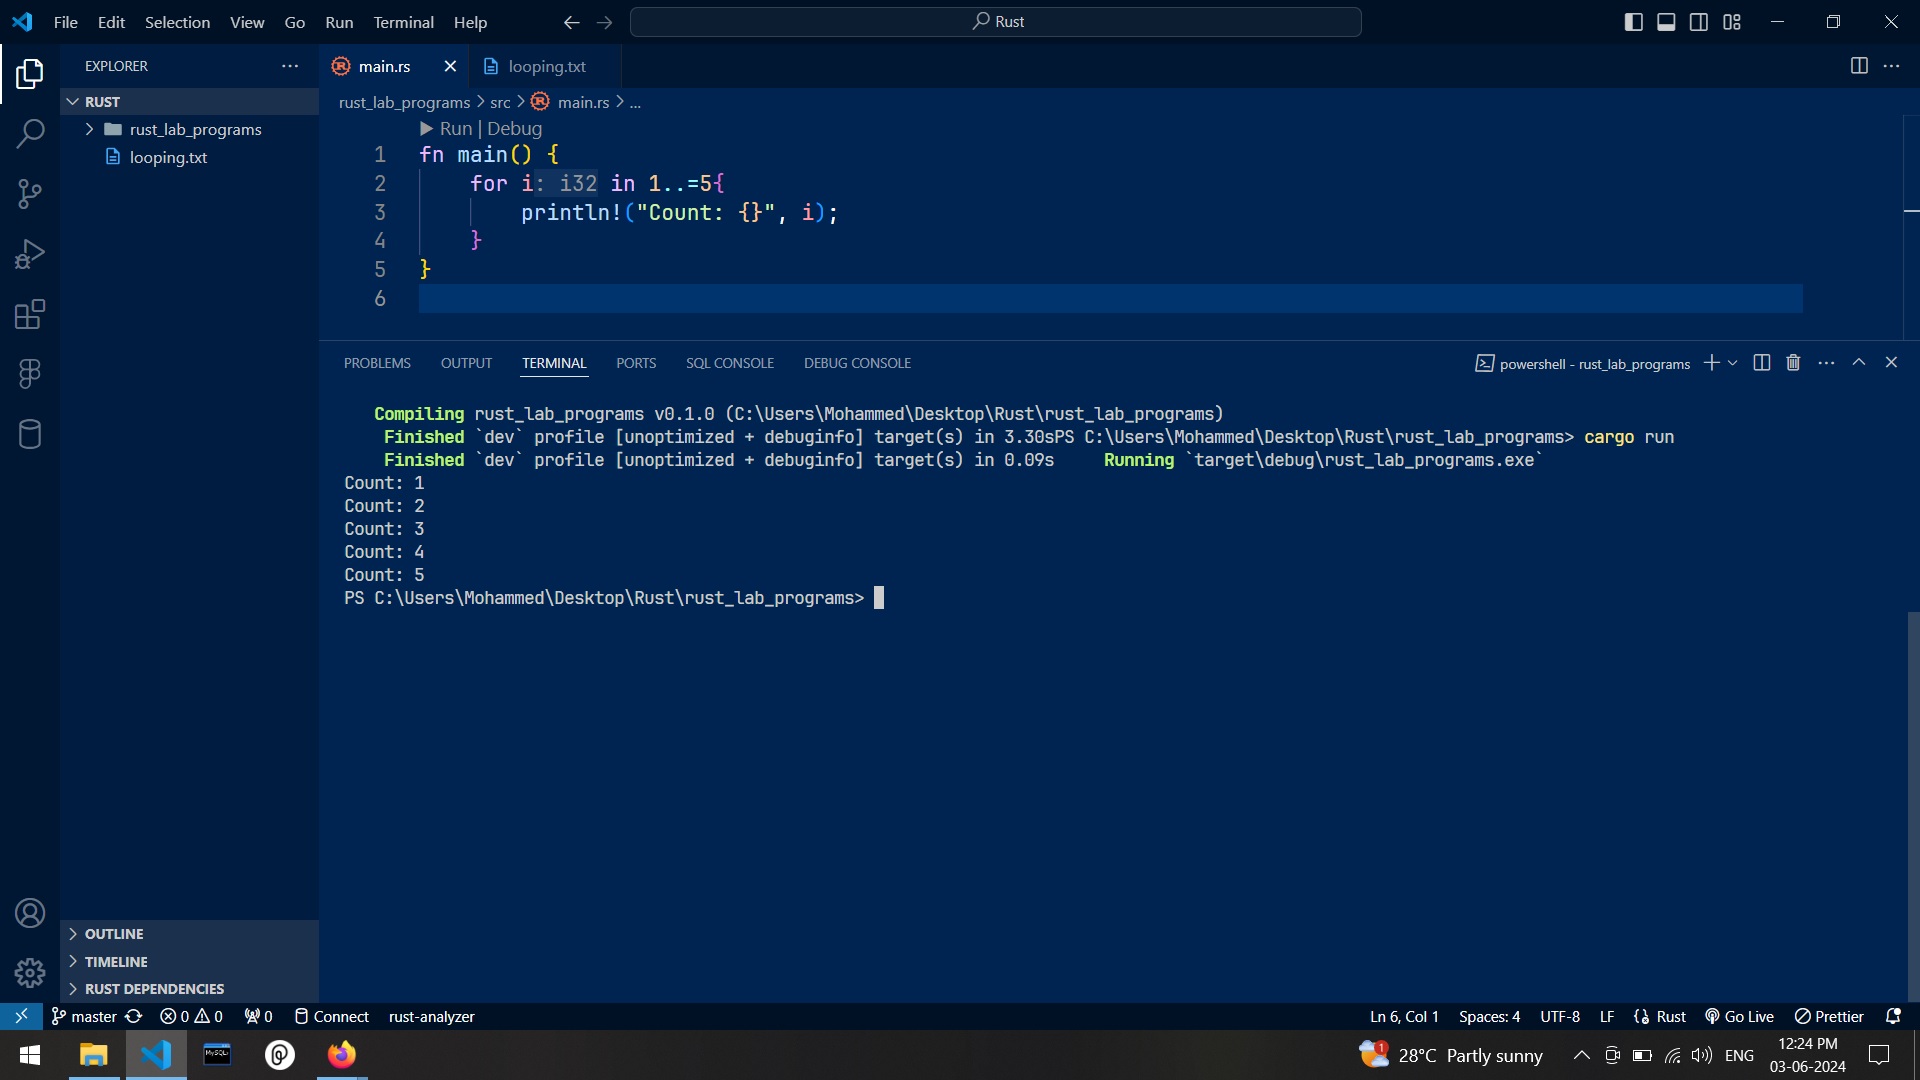 File Edit Selection View Go Run Terminal Help
Rust
EXPLORER
main.rs
looping.txt
RUST
rust_lab_programs
looping.txt
rust_lab_programs > src > main.rs > ...
Run | Debug
1 fn main() {
2 for i: i32 in 1..=5{
3 println!("Count: {}", i);
4 }
5 }
6
PROBLEMS OUTPUT TERMINAL PORTS SQL CONSOLE DEBUG CONSOLE
powershell - rust_lab_programs
Compiling rust_lab_programs v0.1.0 (C:\Users\Mohammed\Desktop\Rust\rust_lab_programs)
Finished `dev` profile [unoptimized + debuginfo] target(s) in 3.30sPS C:\Users\Mohammed\Desktop\Rust\rust_lab_programs> cargo run
Finished `dev` profile [unoptimized + debuginfo] target(s) in 0.09s     Running `target\debug\rust_lab_programs.exe`
Count: 1
Count: 2
Count: 3
Count: 4
Count: 5
PS C:\Users\Mohammed\Desktop\Rust\rust_lab_programs>
OUTLINE
TIMELINE
RUST DEPENDENCIES
master 0 0 0 Connect rust-analyzer
Ln 6, Col 1 Spaces: 4 UTF-8 LF Rust Go Live Prettier
MySQL
1
28°C Partly sunny
ENG
12:24 PM
03-06-2024